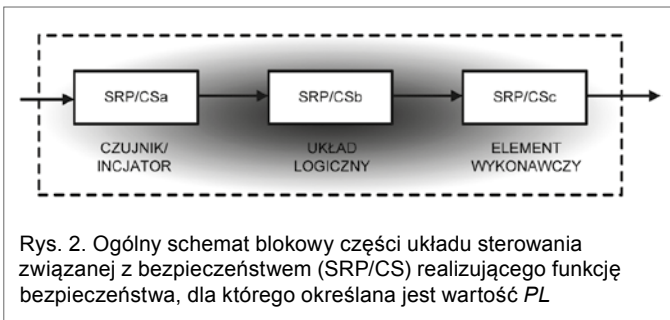 SRP/CSa
SRP/CSb
SRP/CSc
CZUJNIK/
INCJATOR
UKŁAD
LOGICZNY
ELEMENT
WYKONAWCZY
Rys. 2. Ogólny schemat blokowy części układu sterowania
związanej z bezpieczeństwem (SRP/CS) realizującego funkcję
bezpieczeństwa, dla którego określana jest wartość PL